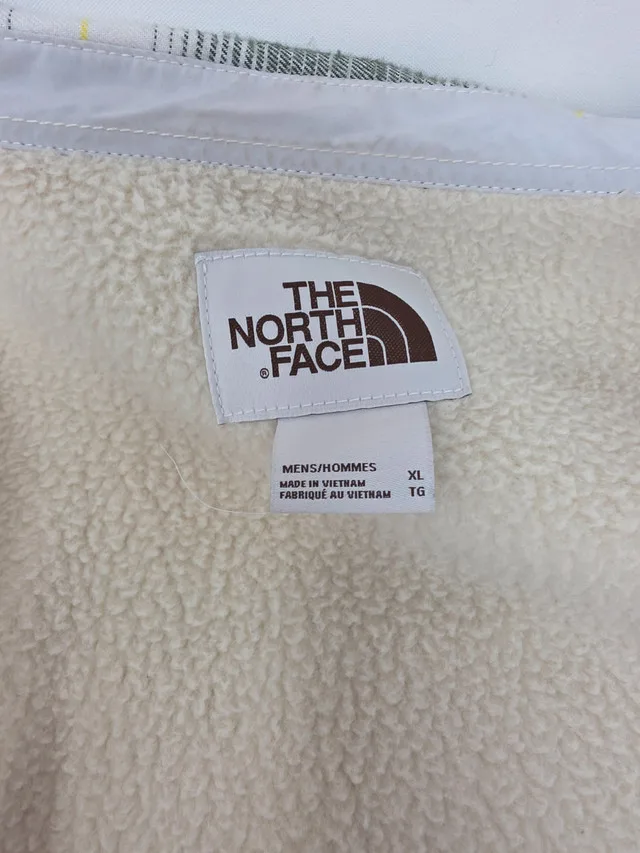 THE
NORTH
® FACE
MENS/HOMMES XL
MADE IN VIETNAM
FABRIQUÉ AU VIETNAM TG